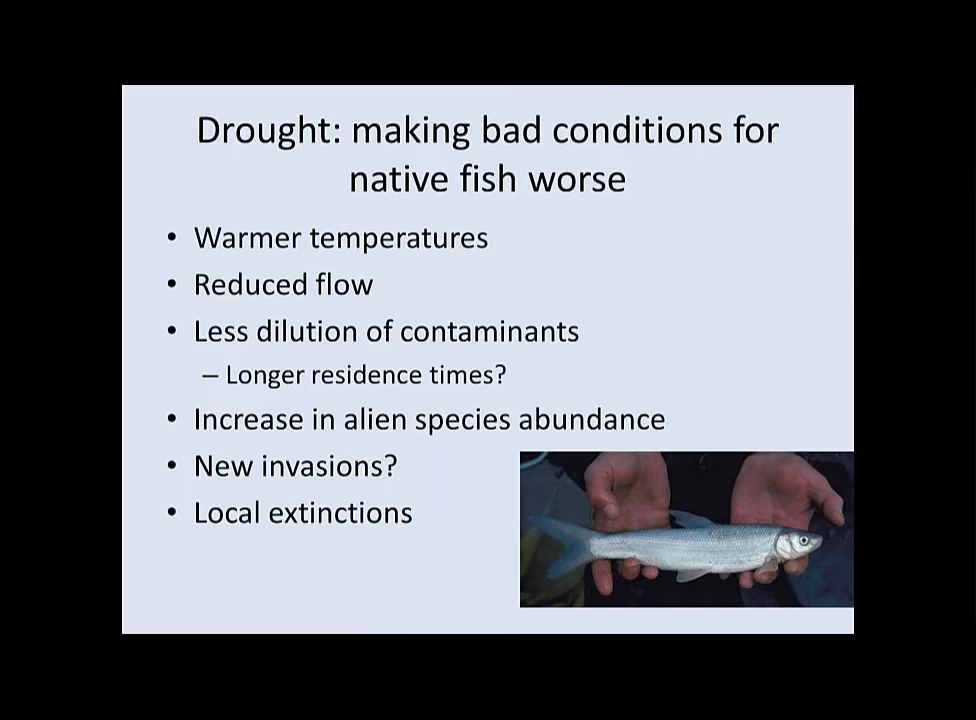 Drought: making bad conditions for
native fish worse
• Warmer temperatures
• Reduced flow
• Less dilution of contaminants
– Longer residence times?
• Increase in alien species abundance
• New invasions?
• Local extinctions